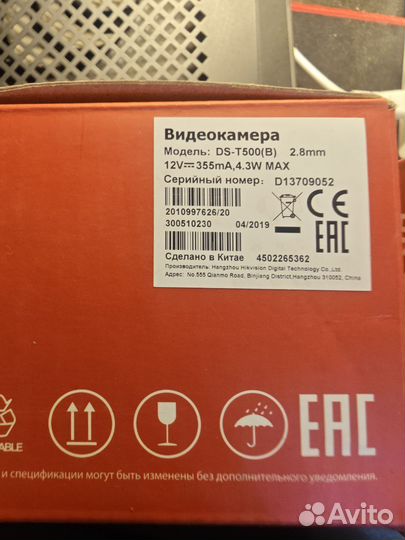 Видеокамера
Модель: DS-T500(B) 2.8mm
12V⎓355mA,4.3W MAX
Серийный номер: D13709052
2010997626/20
300510230 04/2019
CE
EAC
Сделано в Китае 4502265362
Производитель: Hangzhou Hikvision Digital Technology Co.,Ltd.
Адрес: No.555 Qianmo Road, Binjiang District,Hangzhou 310052, China
EAC
ABLE
и спецификации могут быть изменены без дополнительного уведомления.
Avito